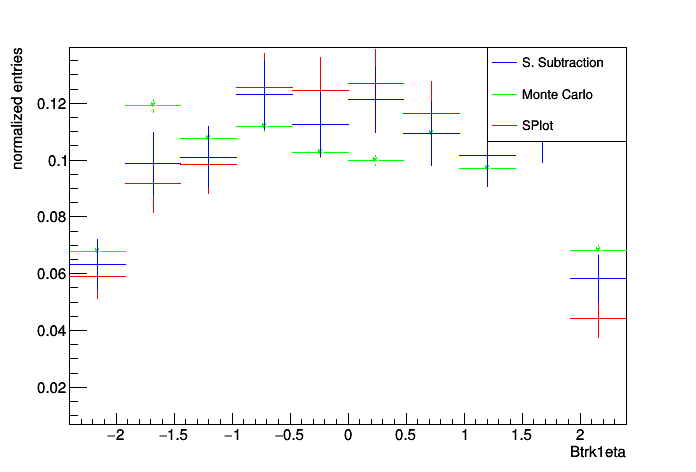 normalized entries
S. Subtraction
Monte Carlo
SPlot
0.12
0.1
0.08
0.06
0.04
0.02
−2 −1.5 −1 −0.5 0 0.5 1 1.5 2
Btrk1eta